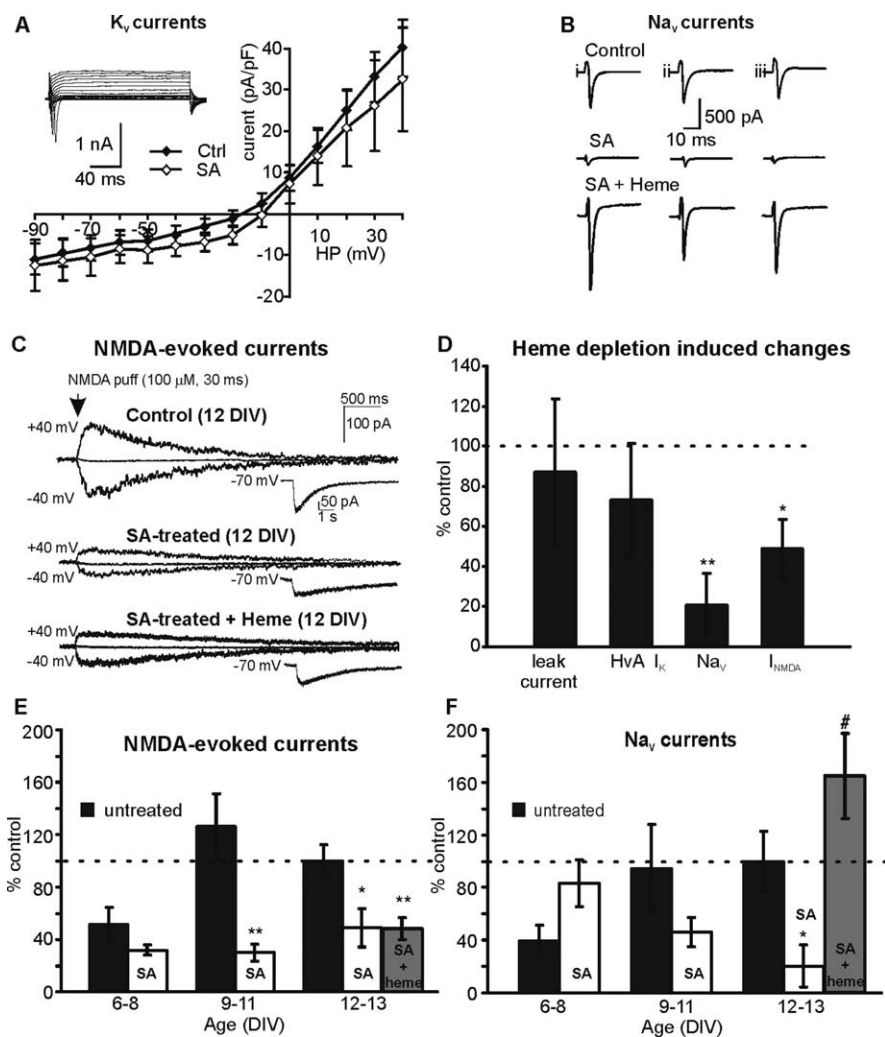 A
Kv currents
curent (pA/pF)
40
30
20
10
-10
-20
1 nA
40 ms
Ctrl
SA
-90 -70 -50 -30 10 30
HP (mV)
B
Nav currents
Control
i ii iii
500 pA
10 ms
SA
SA + Heme
C
NMDA-evoked currents
NMDA puff (100 µM, 30 ms)
Control (12 DIV)
500 ms
100 pA
+40 mV
-40 mV
-70 mV
50 pA
1 s
SA-treated (12 DIV)
+40 mV
-40 mV
-70 mV
SA-treated + Heme (12 DIV)
+40 mV
-40 mV
-70 mV
D
Heme depletion induced changes
% control
140
120
100
80
60
40
20
0
**
*
leak current
HvA IK
Nav
INMDA
E
NMDA-evoked currents
% control
200
160
120
80
40
0
untreated
SA
**
SA
*
SA
**
SA + heme
6-8 9-11 12-13
Age (DIV)
F
Nav currents
% control
200
160
120
80
40
0
untreated
SA
SA
SA
*
#
SA + heme
6-8 9-11 12-13
Age (DIV)